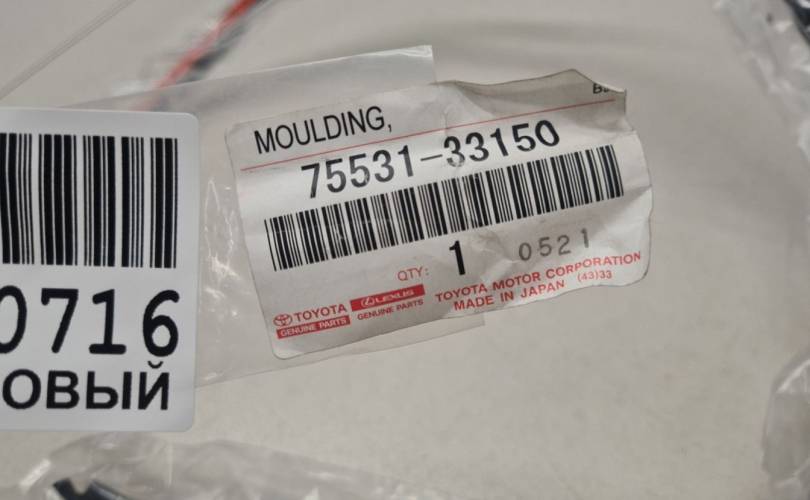 MOULDING,
75531-33150
QTY: 1 0521
TOYOTA
GENUINE PARTS
LEXUS
GENUINE PARTS
TOYOTA MOTOR CORPORATION
MADE IN JAPAN (43)33
0716
ОВЫЙ